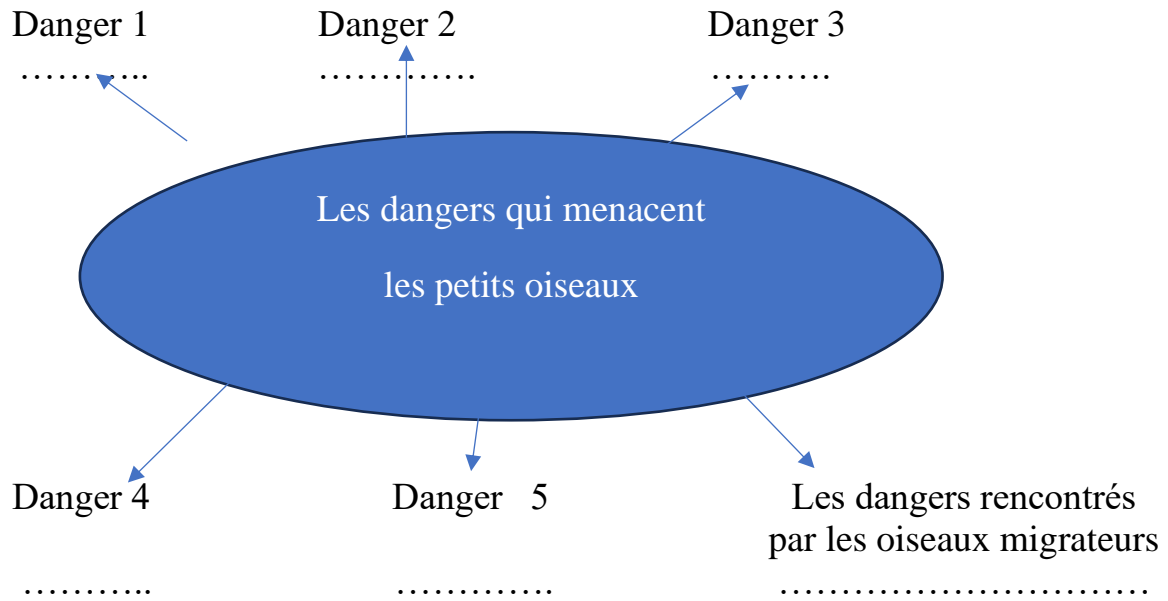 Danger 1 Danger 2 Danger 3
……….. …………. ……….
Les dangers qui menacent
les petits oiseaux
Danger 4 Danger 5 Les dangers rencontrés
par les oiseaux migrateurs
……….. …………. …………………………